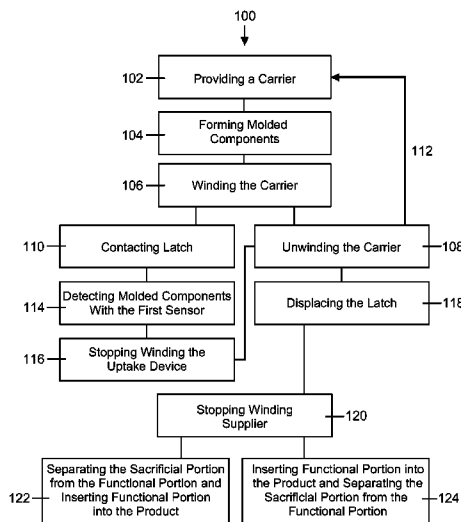 100
102
Providing a Carrier
104
Forming Molded
Components
112
106
Winding the Carrier
110
Contacting Latch
Unwinding the Carrier
108
114
Detecting Molded Components
With the First Sensor
Displacing the Latch
118
116
Stopping Winding the
Uptake Device
Stopping Winding
Supplier
120
122
Separating the Sacrificial Portion
from the Functional Portion and
Inserting Functional Portion
into the Product
Inserting Functional Portion into
the Product and Separating the
Sacrificial Portion from the
Functional Portion
124